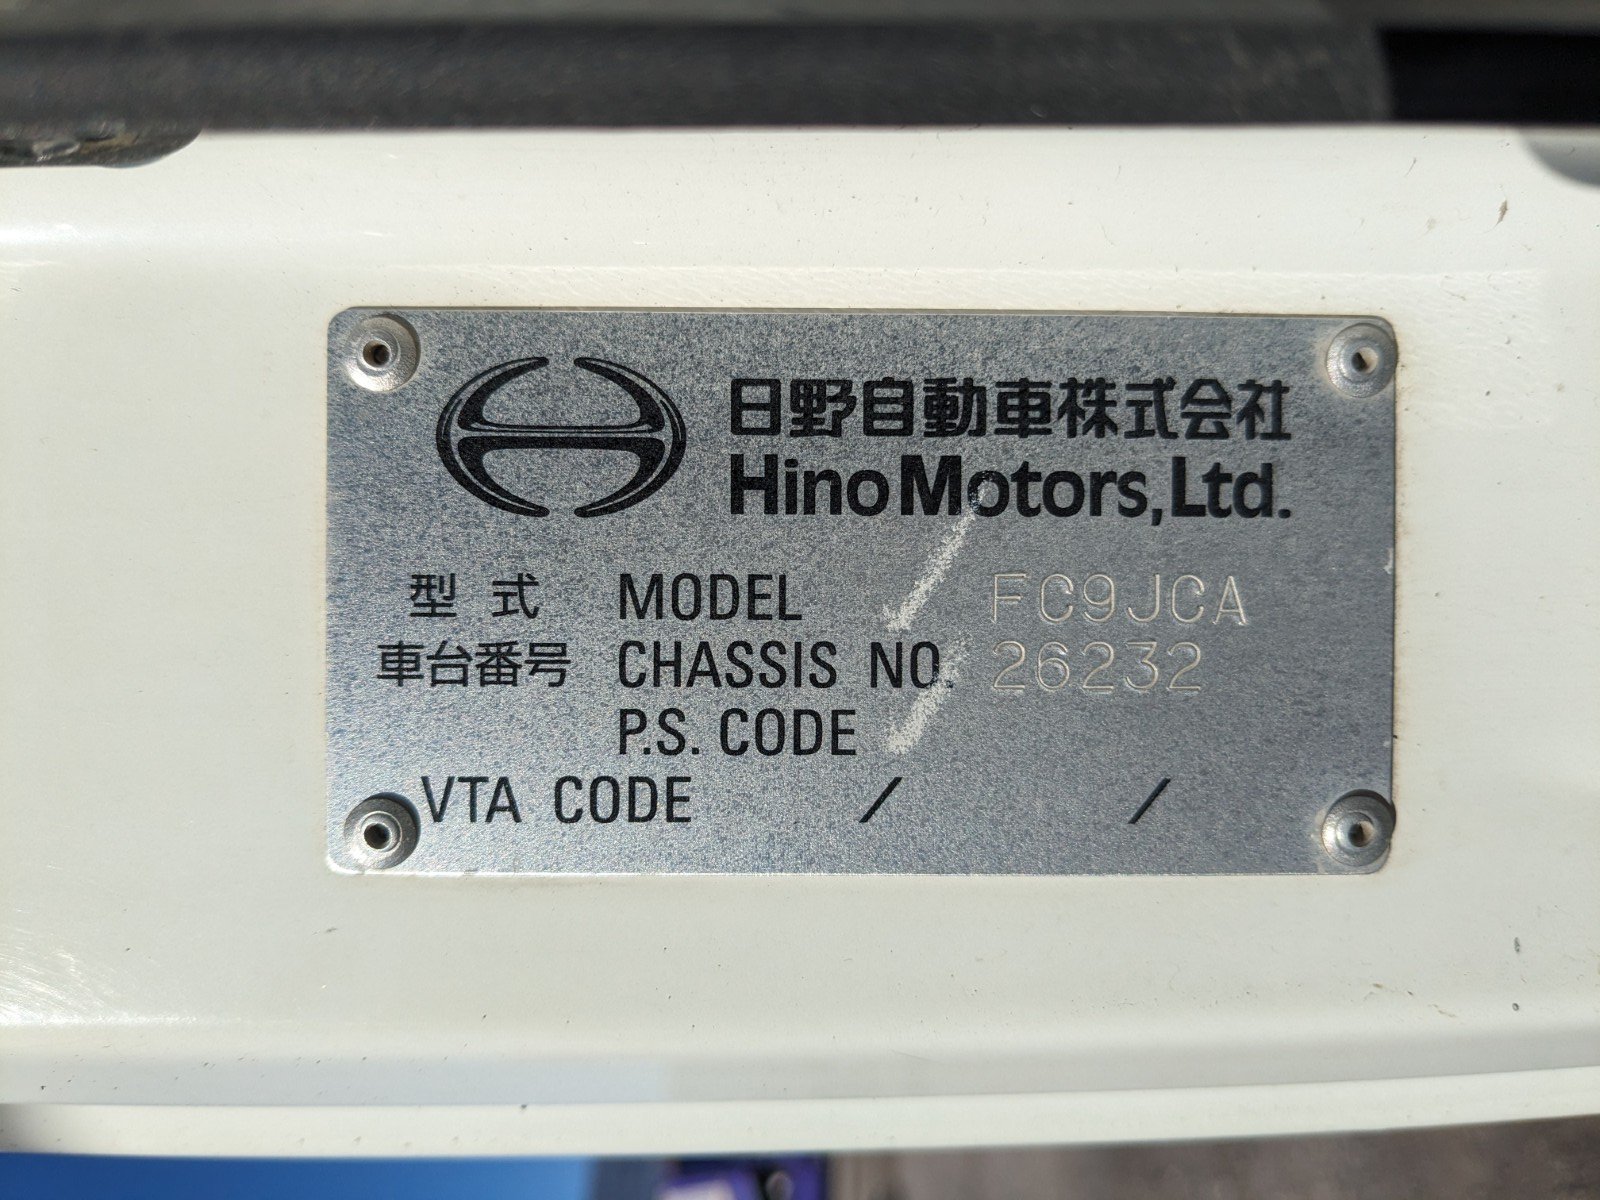 日野自動車株式会社
Hino Motors, Ltd.
型式 MODEL FC9JCA
車台番号 CHASSIS NO. 26232
P.S. CODE
VTA CODE / /